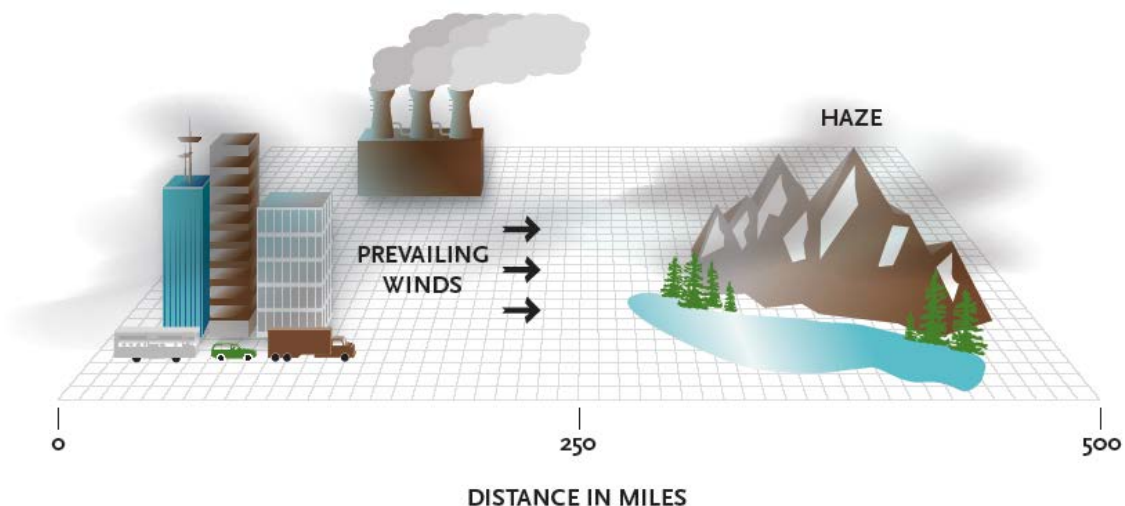 HAZE
PREVAILING
WINDS
0
250
500
DISTANCE IN MILES